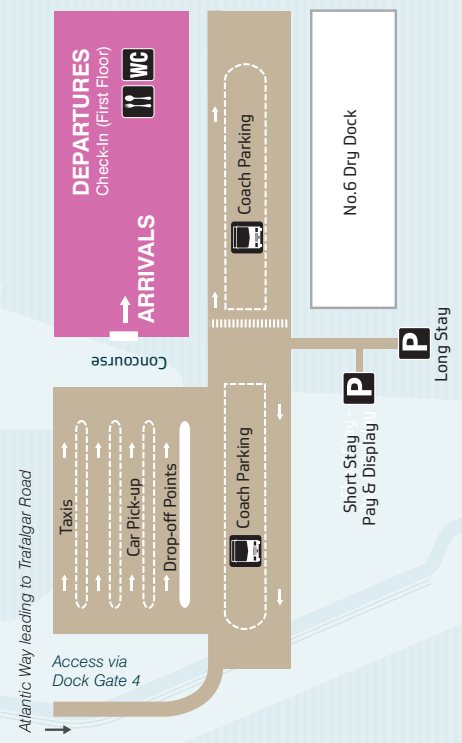 DEPARTURES
Check-In (First Floor)
WC
ARRIVALS
Concourse
Coach Parking
No.6 Dry Dock
Taxis
Car Pick-up
Drop-off Points
Coach Parking
P
Short Stay
Pay & Display
P
Long Stay
Atlantic Way leading to Trafalgar Road
Access via
Dock Gate 4